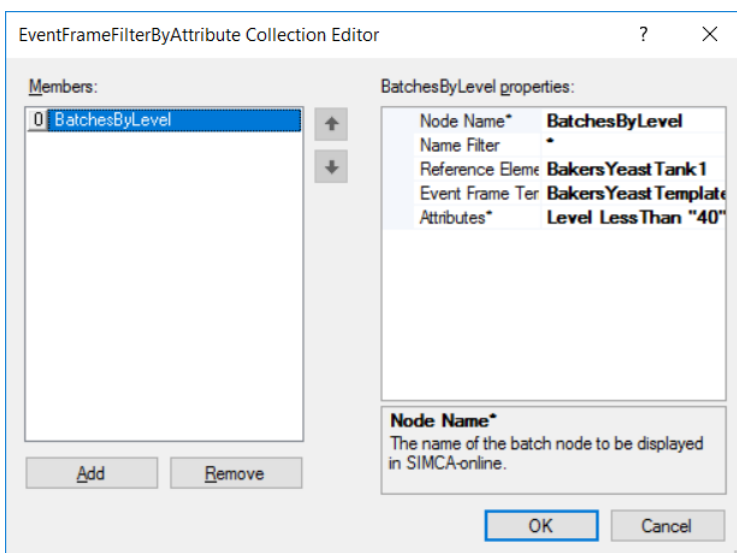 EventFrameFilterByAttribute Collection Editor ?
Members: BatchesByLevel properties:
0 BatchesByLevel
Node Name* BatchesByLevel
Name Filter *
Reference Eleme BakersYeastTank1
Event Frame Ter BakersYeastTemplate
Attributes* Level LessThan "40"
Node Name*
The name of the batch node to be displayed
in SIMCA-online.
Add Remove
OK Cancel